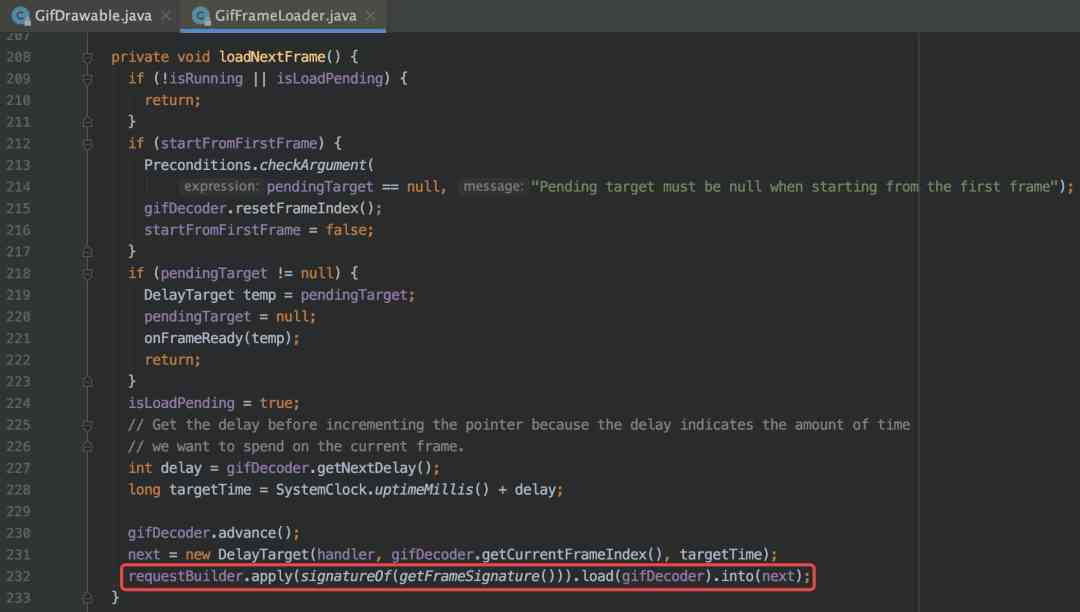 GifDrawable.java GifFrameLoader.java
207
208 private void loadNextFrame() {
209 if (!isRunning || isLoadPending) {
210 return;
211 }
212 if (startFromFirstFrame) {
213 Preconditions.checkArgument(
214 expression: pendingTarget == null, message: "Pending target must be null when starting from the first frame");
215 gifDecoder.resetFrameIndex();
216 startFromFirstFrame = false;
217 }
218 if (pendingTarget != null) {
219 DelayTarget temp = pendingTarget;
220 pendingTarget = null;
221 onFrameReady(temp);
222 return;
223 }
224 isLoadPending = true;
225 // Get the delay before incrementing the pointer because the delay indicates the amount of time
226 // we want to spend on the current frame.
227 int delay = gifDecoder.getNextDelay();
228 long targetTime = SystemClock.uptimeMillis() + delay;
229
230 gifDecoder.advance();
231 next = new DelayTarget(handler, gifDecoder.getCurrentFrameIndex(), targetTime);
232 requestBuilder.apply(signatureOf(getFrameSignature())).load(gifDecoder).into(next);
233 }